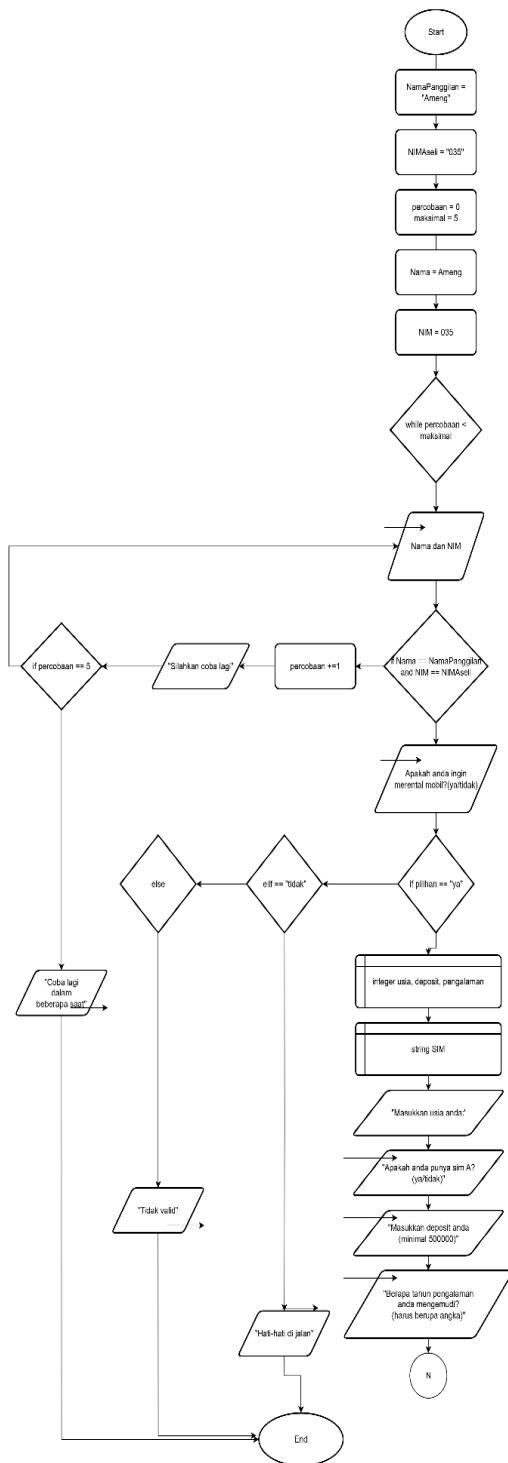 Start
NamaPanggilan =
"Ameng"
NIMAseli = "035"
percobaan = 0
maksimal = 5
Nama = Ameng
NIM = 035
while percobaan <
maksimal
Nama dan NIM
if Nama == NamaPanggilan
and NIM == NIMAseli
percobaan +=1
"Silahkan coba lagi"
if percobaan == 5
Apakah anda ingin
merental mobil?(ya/tidak)
if pilihan == "ya"
elif == "tidak"
else
integer usia, deposit, pengalaman
string SIM
"Masukkan usia anda:"
"Apakah anda punya sim A?
(ya/tidak)"
"Masukkan deposit anda
(minimal 500000)"
"Berapa tahun pengalaman
anda mengemudi?
(harus berupa angka)"
N
"Coba lagi
dalam
beberapa saat"
"Tidak valid"
"Hati-hati di jalan"
End